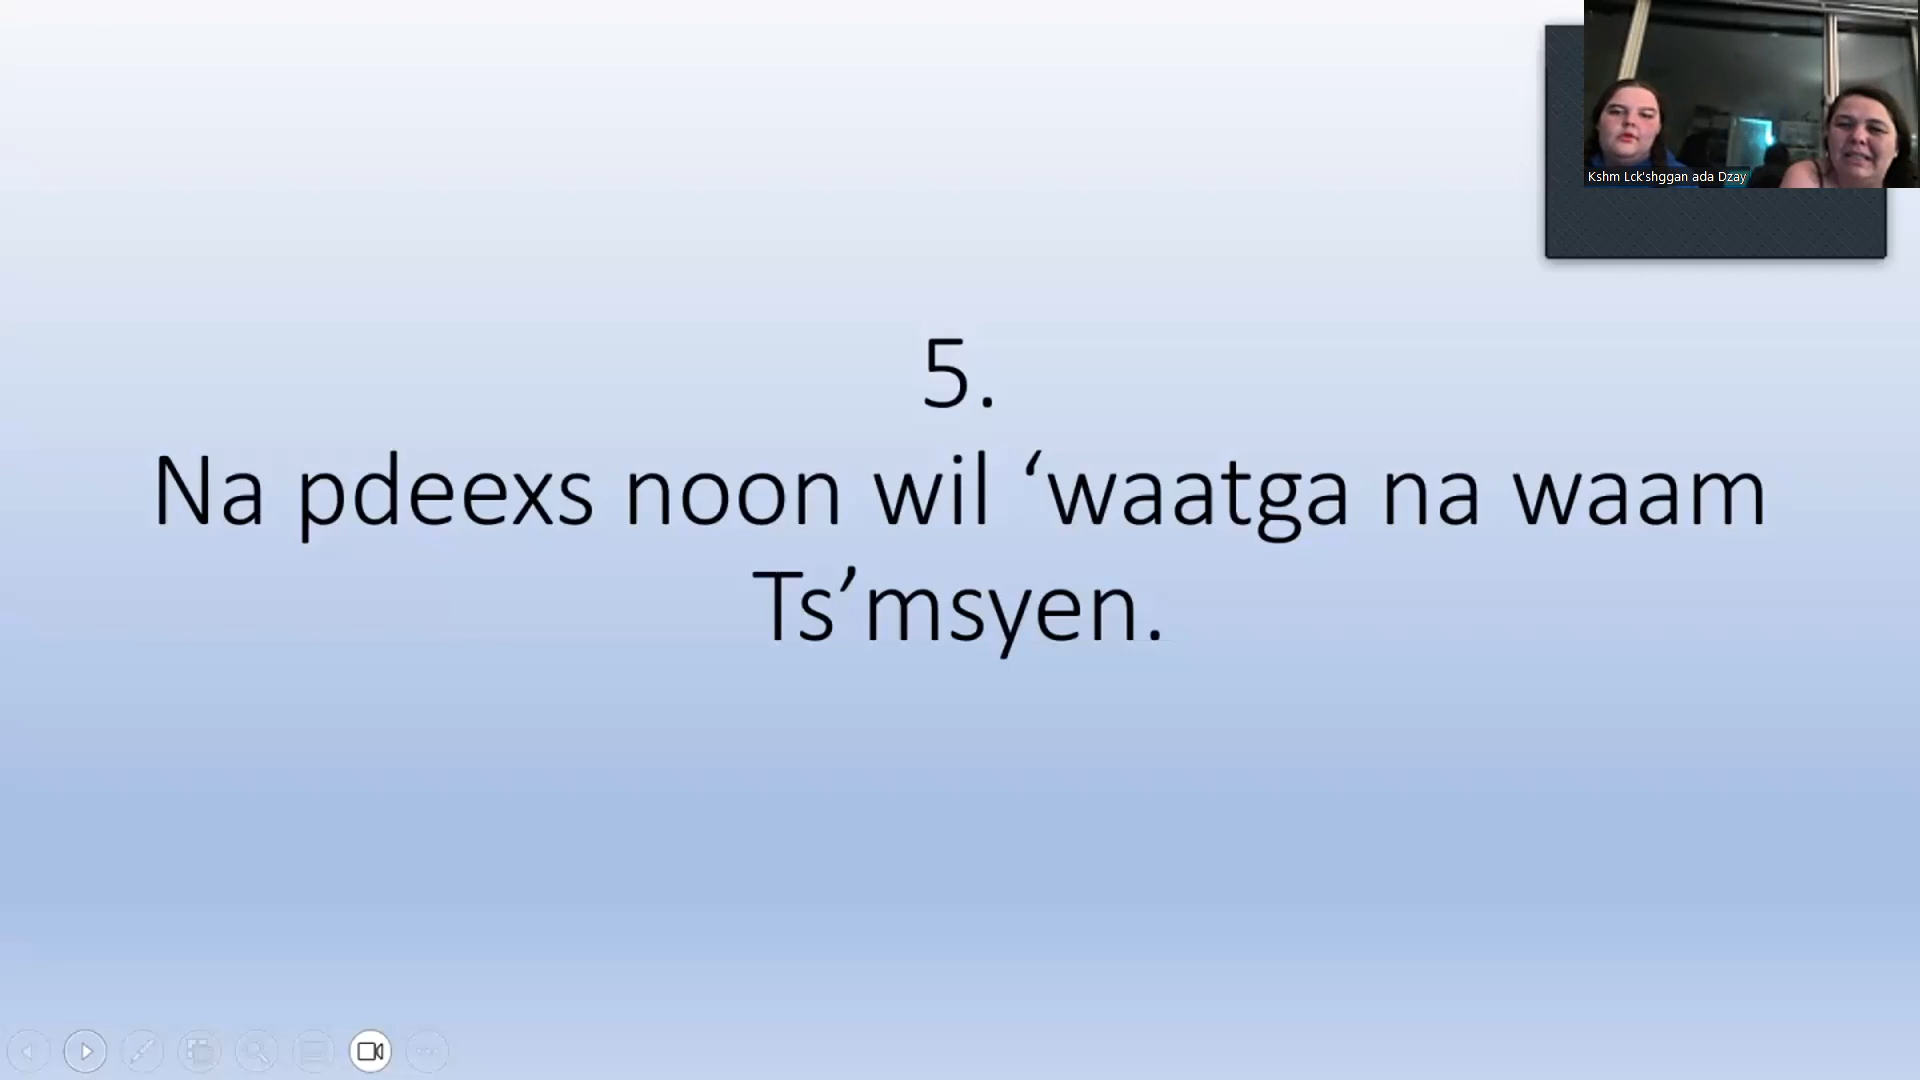 Kshm Lck'shggan ada Dzay
5.
Na pdeexs noon wil ‘waatga na waam
Ts’msyen.